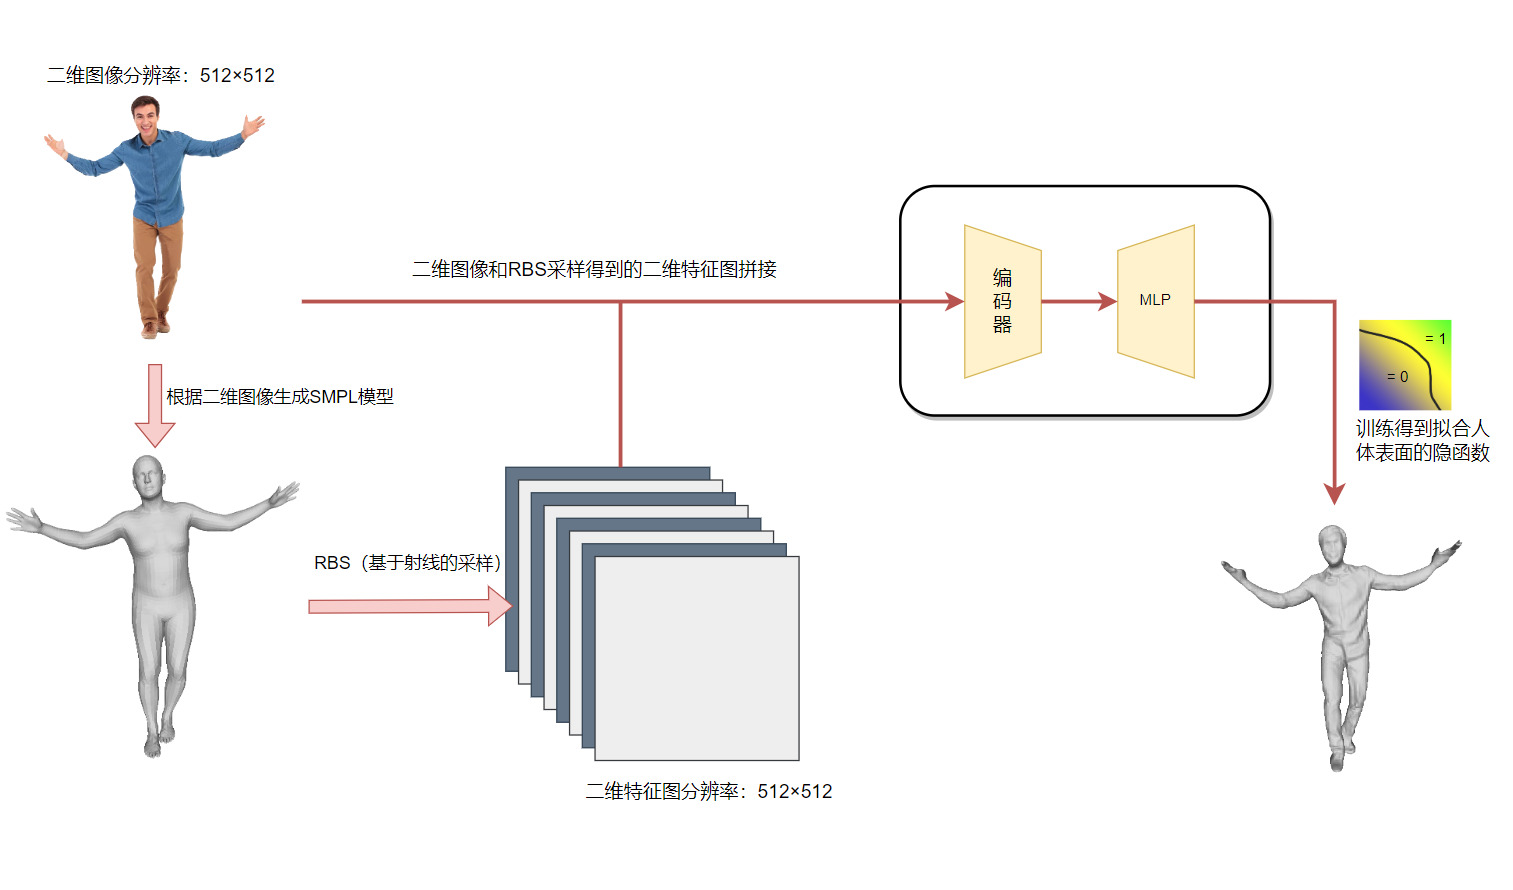 二维图像分辨率：512×512
二维图像和RBS采样得到的二维特征图拼接
编
码
器
MLP
= 1
= 0
根据二维图像生成SMPL模型
训练得到拟合人
体表面的隐函数
RBS（基于射线的采样）
二维特征图分辨率：512×512